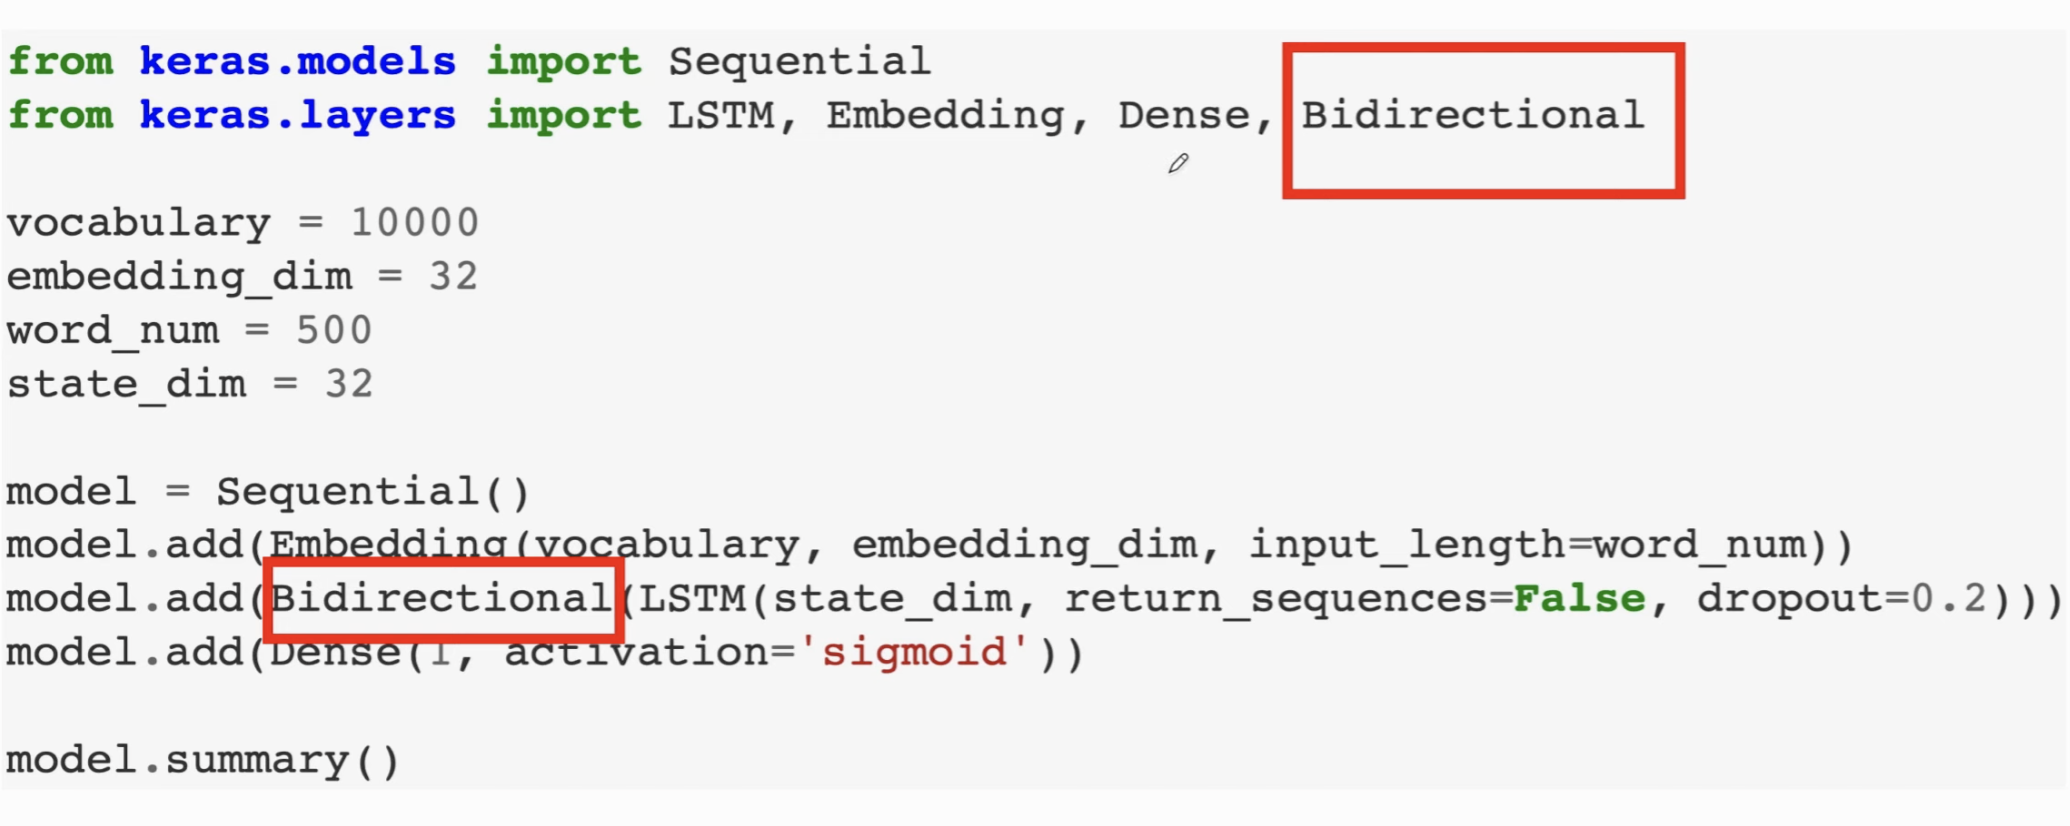 from keras.models import Sequential
from keras.layers import LSTM, Embedding, Dense, Bidirectional
vocabulary = 10000
embedding_dim = 32
word_num = 500
state_dim = 32
model = Sequential()
model.add(Embedding(vocabulary, embedding_dim, input_length=word_num))
model.add(Bidirectional(LSTM(state_dim, return_sequences=False, dropout=0.2)))
model.add(Dense(1, activation='sigmoid'))
model.summary()